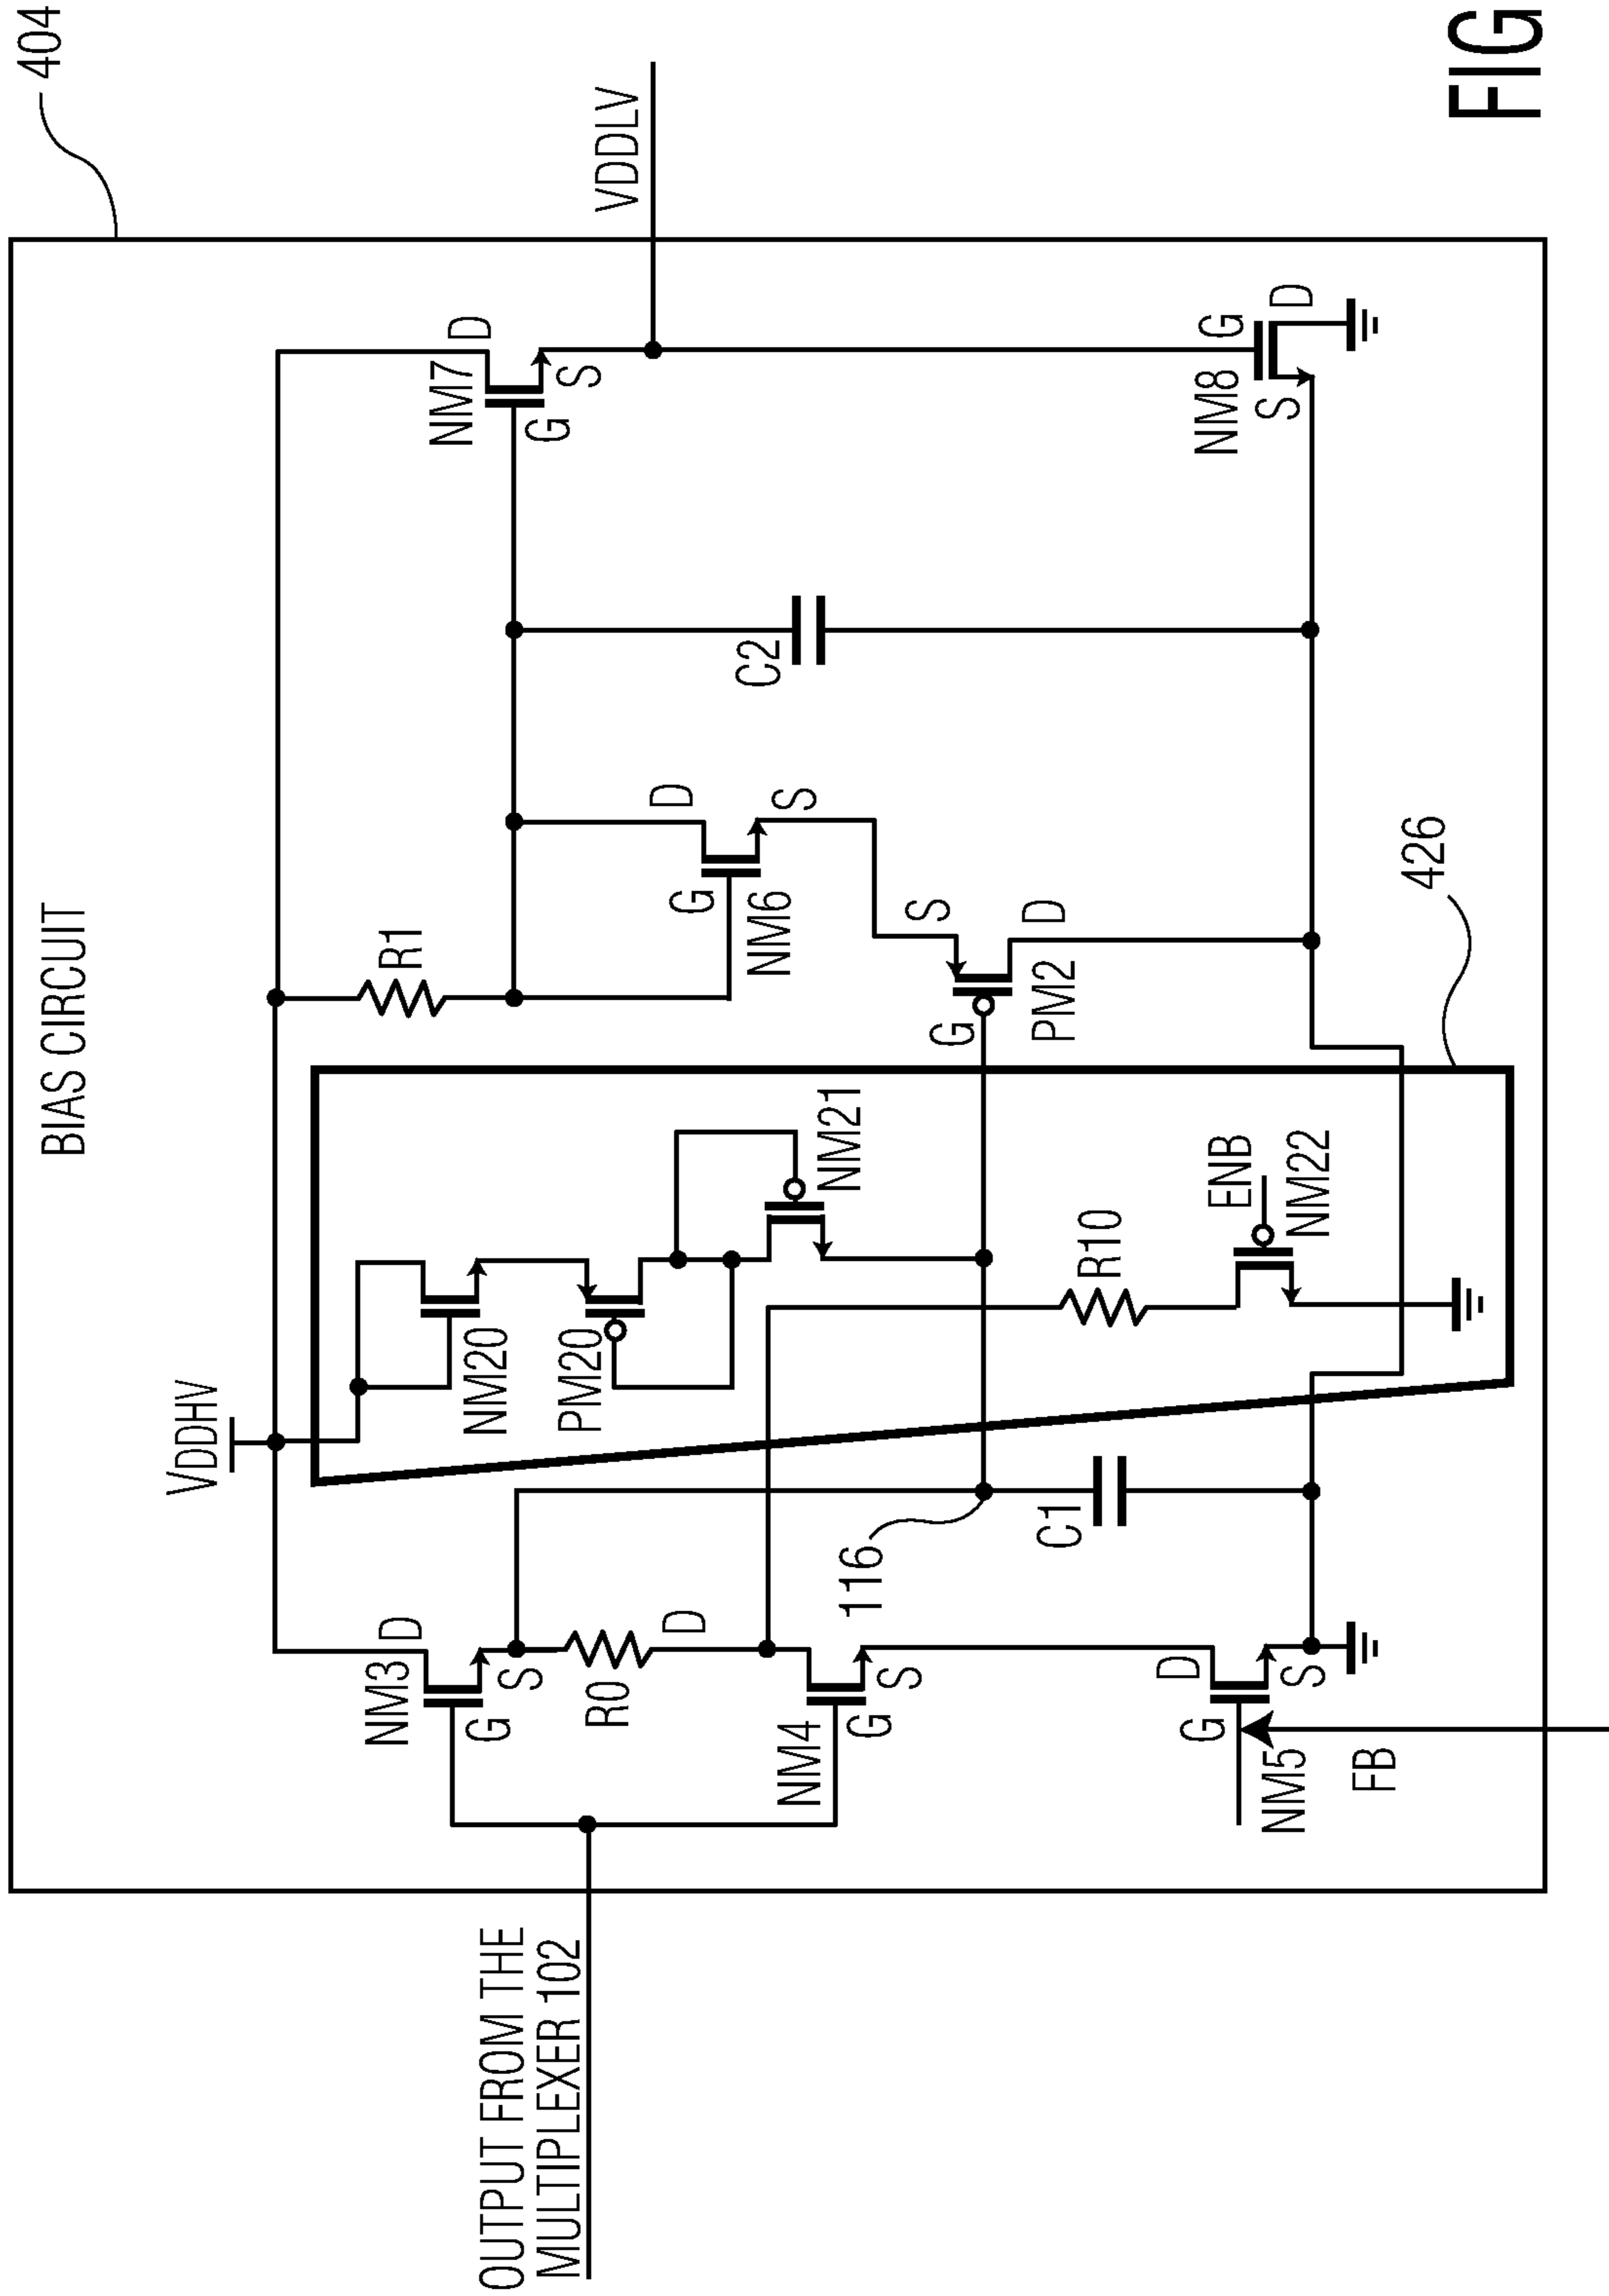 404
BIAS CIRCUIT
VDDHV
VDDLV
OUTPUT FROM THE
MULTIPLEXER 102
NM3
D
G
S
R0
D
NM4
G
S
116
C1
D
G
NM5
S
FB
NM20
PM20
NM21
R10
ENB
NM22
426
R1
D
G
NM6
S
S
G
PM2
D
C2
NM7
D
G
S
NM8
G
D
S
FIG